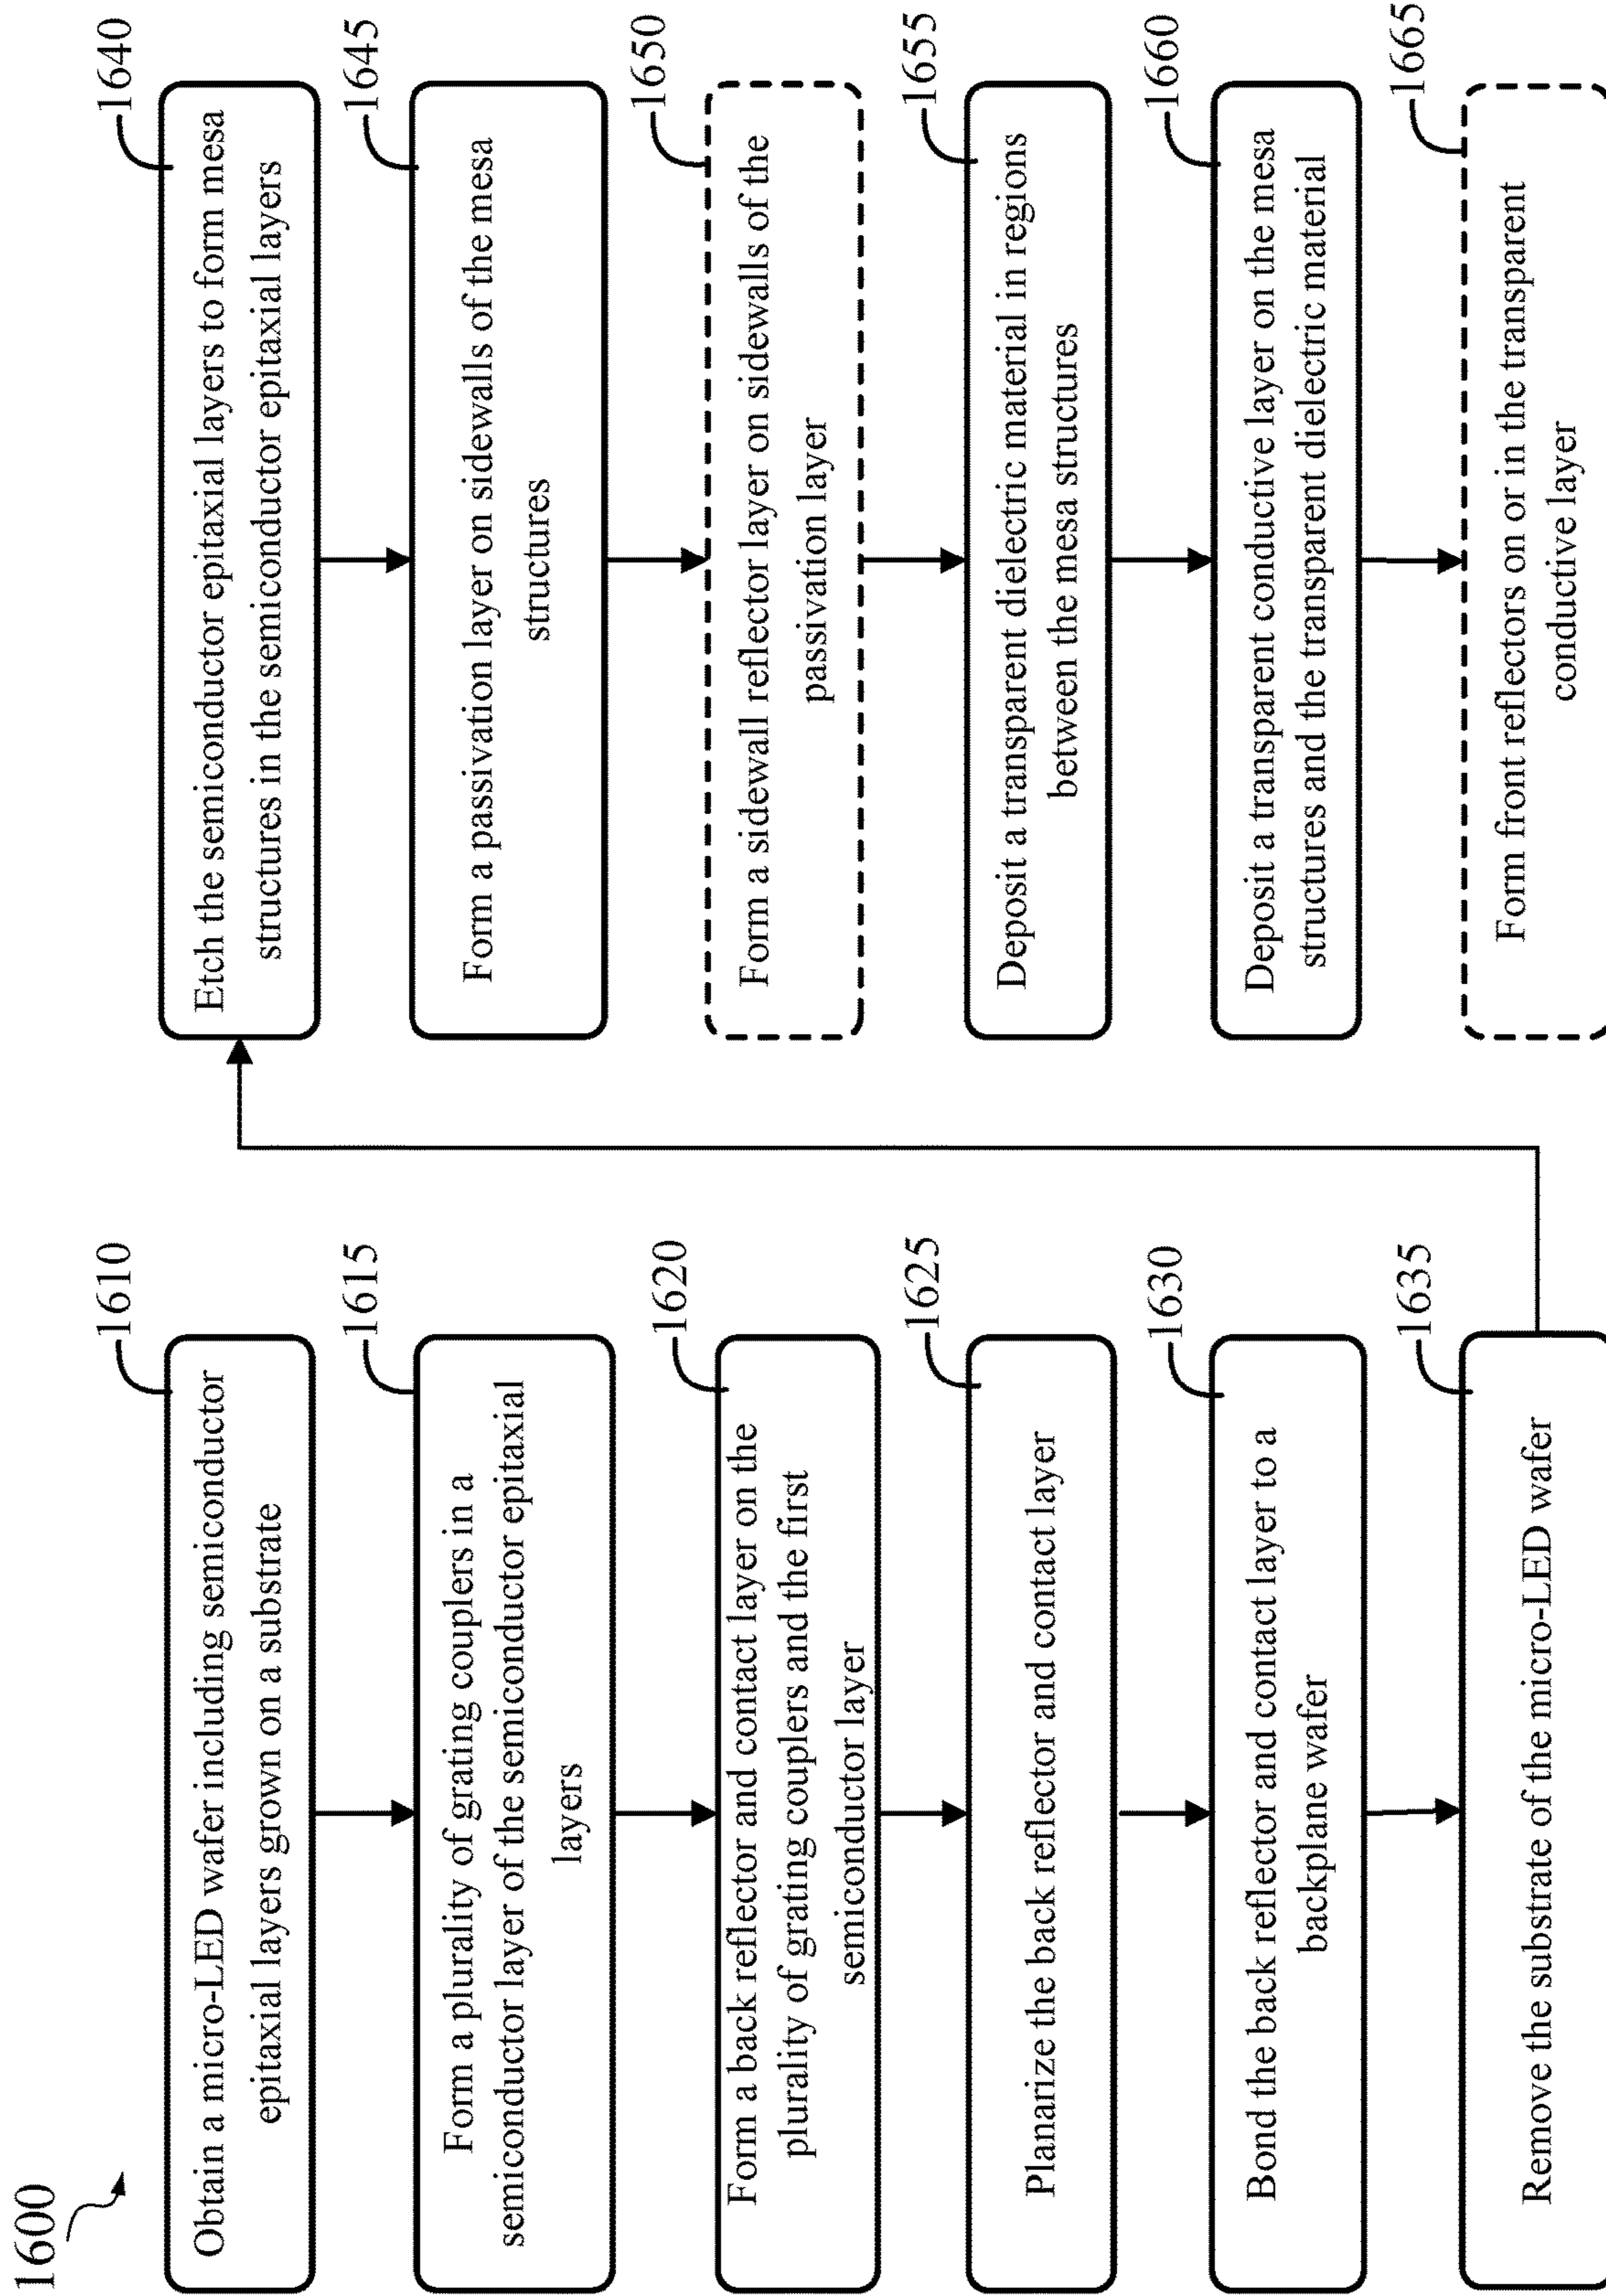 1600
1610
Obtain a micro-LED wafer including semiconductor
epitaxial layers grown on a substrate
1615
Form a plurality of grating couplers in a
semiconductor layer of the semiconductor epitaxial
layers
1620
Form a back reflector and contact layer on the
plurality of grating couplers and the first
semiconductor layer
1625
Planarize the back reflector and contact layer
1630
Bond the back reflector and contact layer to a
backplane wafer
1635
Remove the substrate of the micro-LED wafer
1640
Etch the semiconductor epitaxial layers to form mesa
structures in the semiconductor epitaxial layers
1645
Form a passivation layer on sidewalls of the mesa
structures
1650
Form a sidewall reflector layer on sidewalls of the
passivation layer
1655
Deposit a transparent dielectric material in regions
between the mesa structures
1660
Deposit a transparent conductive layer on the mesa
structures and the transparent dielectric material
1665
Form front reflectors on or in the transparent
conductive layer